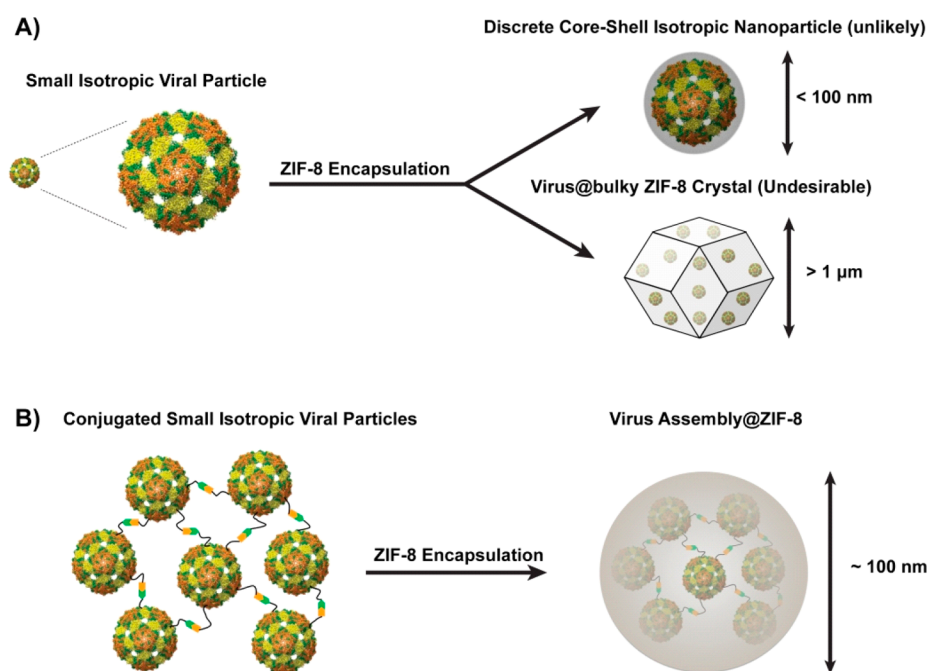 A)
Discrete Core-Shell Isotropic Nanoparticle (unlikely)
Small Isotropic Viral Particle
< 100 nm
ZIF-8 Encapsulation
Virus@bulky ZIF-8 Crystal (Undesirable)
> 1 µm
B)
Conjugated Small Isotropic Viral Particles
Virus Assembly@ZIF-8
ZIF-8 Encapsulation
~ 100 nm